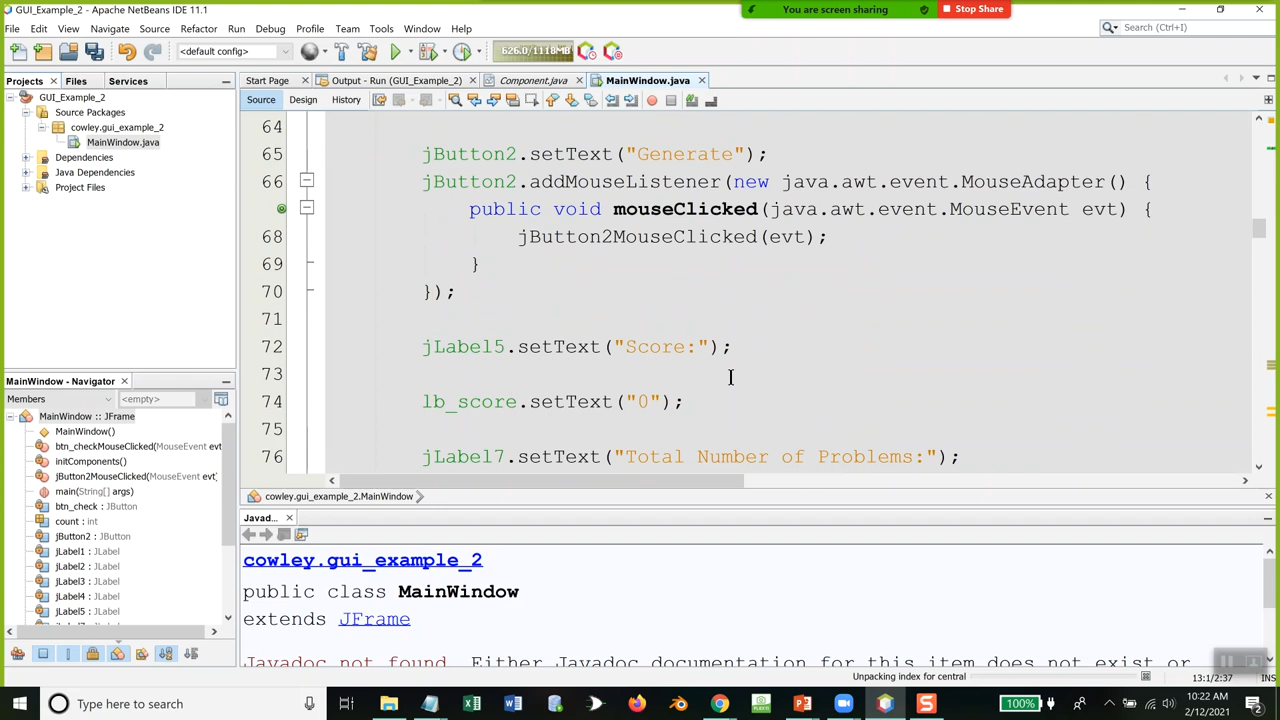 GUI_Example_2 - Apache NetBeans IDE 11.1
You are screen sharing
Stop Share
File Edit View Navigate Source Refactor Run Debug Profile Team Tools Window Help
Search (Ctrl+I)
<default config>
626.0/1118MB
Projects Files Services
Start Page Output - Run (GUI_Example_2) Component.java MainWindow.java
Source Design History
GUI_Example_2
Source Packages
cowley.gui_example_2
MainWindow.java
Dependencies
Java Dependencies
Project Files
64
65 jButton2.setText("Generate");
66 jButton2.addMouseListener(new java.awt.event.MouseAdapter() {
public void mouseClicked(java.awt.event.MouseEvent evt) {
68 jButton2MouseClicked(evt);
69 }
70 });
71
72 jLabel5.setText("Score:");
73
74 lb_score.setText("0");
75
76 jLabel7.setText("Total Number of Problems:");
MainWindow - Navigator
Members
<empty>
MainWindow :: JFrame
MainWindow()
btn_checkMouseClicked(MouseEvent evt
initComponents()
jButton2MouseClicked(MouseEvent evt)
main(String[] args)
btn_check : JButton
count : int
jButton2 : JButton
jLabel1 : JLabel
jLabel2 : JLabel
jLabel3 : JLabel
jLabel4 : JLabel
jLabel5 : JLabel
cowley.gui_example_2.MainWindow
Javad...
cowley.gui_example_2
public class MainWindow
extends JFrame
Javadoc not found. Either Javadoc documentation for this item does not exist or
Unpacking index for central
13:1/2:37
INS
Type here to search
100%
10:22 AM
2/12/2021